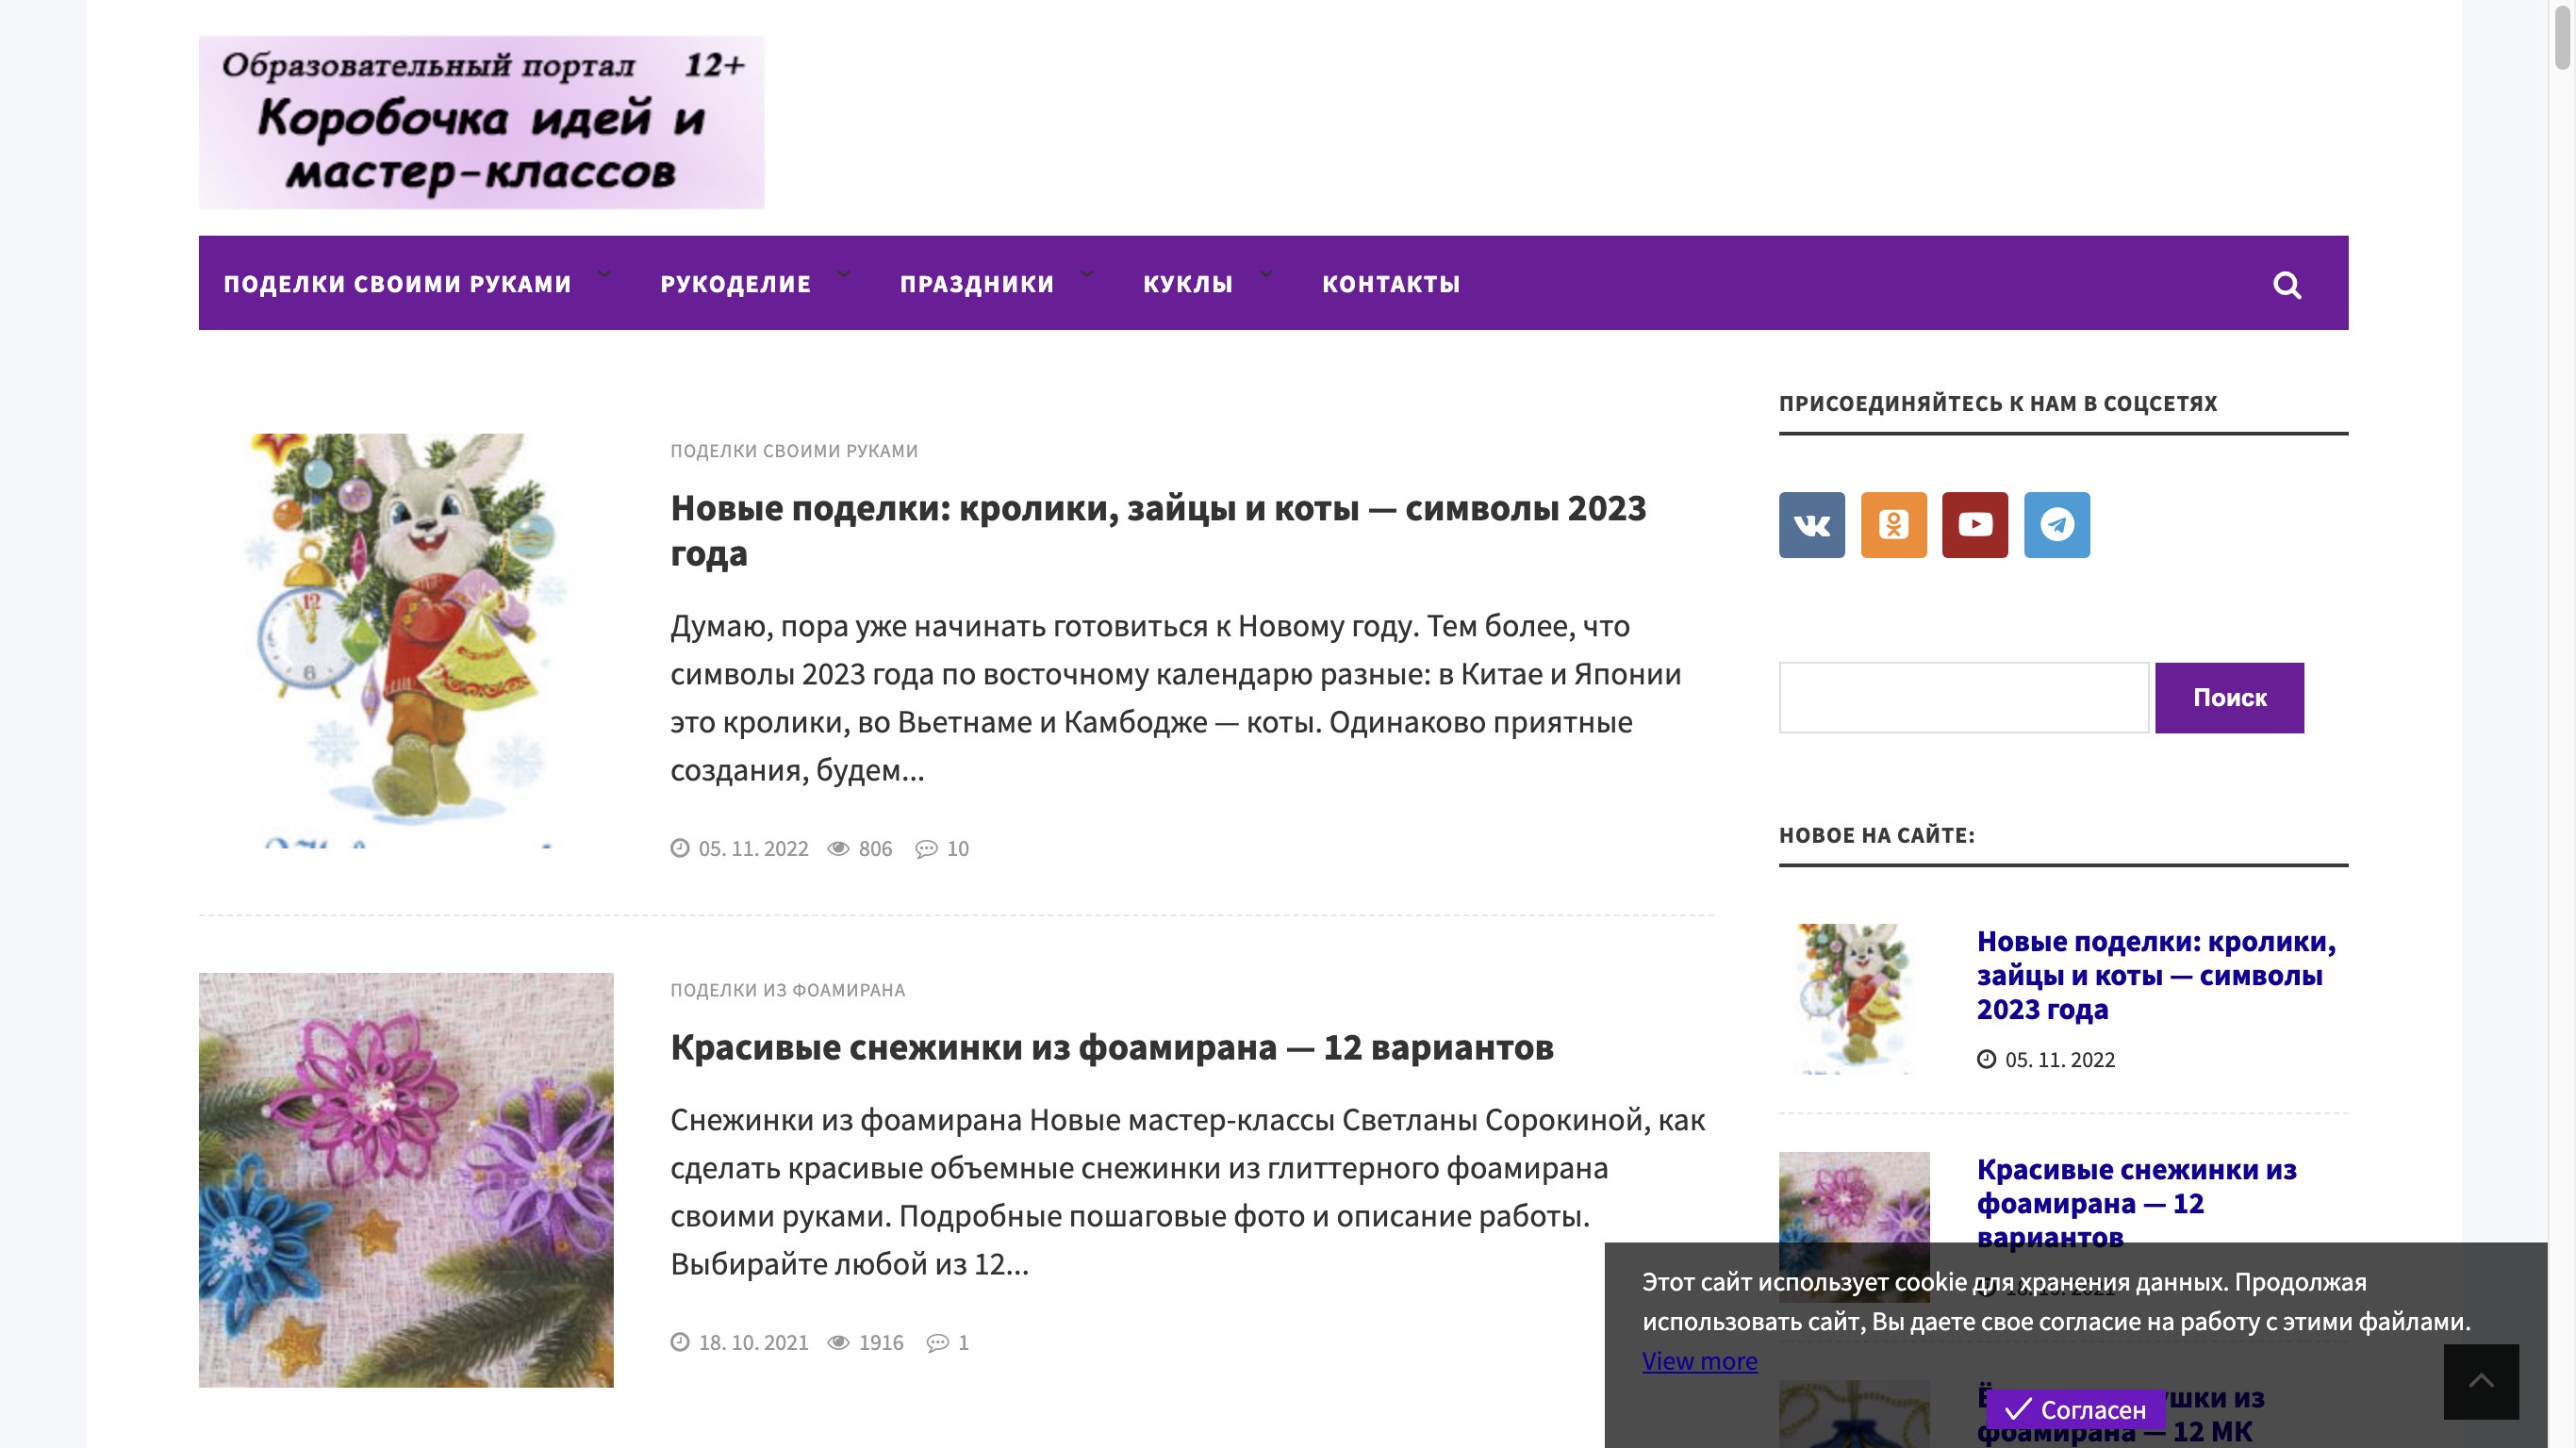 Образовательный портал 12+
Коробочка идей и
мастер-классов
ПОДЕЛКИ СВОИМИ РУКАМИ РУКОДЕЛИЕ ПРАЗДНИКИ КУКЛЫ КОНТАКТЫ
ПОДЕЛКИ СВОИМИ РУКАМИ
Новые поделки: кролики, зайцы и коты — символы 2023
года
Думаю, пора уже начинать готовиться к Новому году. Тем более, что
символы 2023 года по восточному календарю разные: в Китае и Японии
это кролики, во Вьетнаме и Камбодже — коты. Одинаково приятные
создания, будем...
05. 11. 2022 806 10
ПОДЕЛКИ ИЗ ФОАМИРАНА
Красивые снежинки из фоамирана — 12 вариантов
Снежинки из фоамирана Новые мастер-классы Светланы Сорокиной, как
сделать красивые объемные снежинки из глиттерного фоамирана
своими руками. Подробные пошаговые фото и описание работы.
Выбирайте любой из 12...
18. 10. 2021 1916 1
ПРИСОЕДИНЯЙТЕСЬ К НАМ В СОЦСЕТЯХ
Поиск
НОВОЕ НА САЙТЕ:
Новые поделки: кролики,
зайцы и коты — символы
2023 года
05. 11. 2022
Красивые снежинки из
фоамирана — 12
вариантов
18. 10. 2021
Этот сайт использует cookie для хранения данных. Продолжая
использовать сайт, Вы даете свое согласие на работу с этими файлами.
View more
из
фоамирана — 12 МК
Согласен